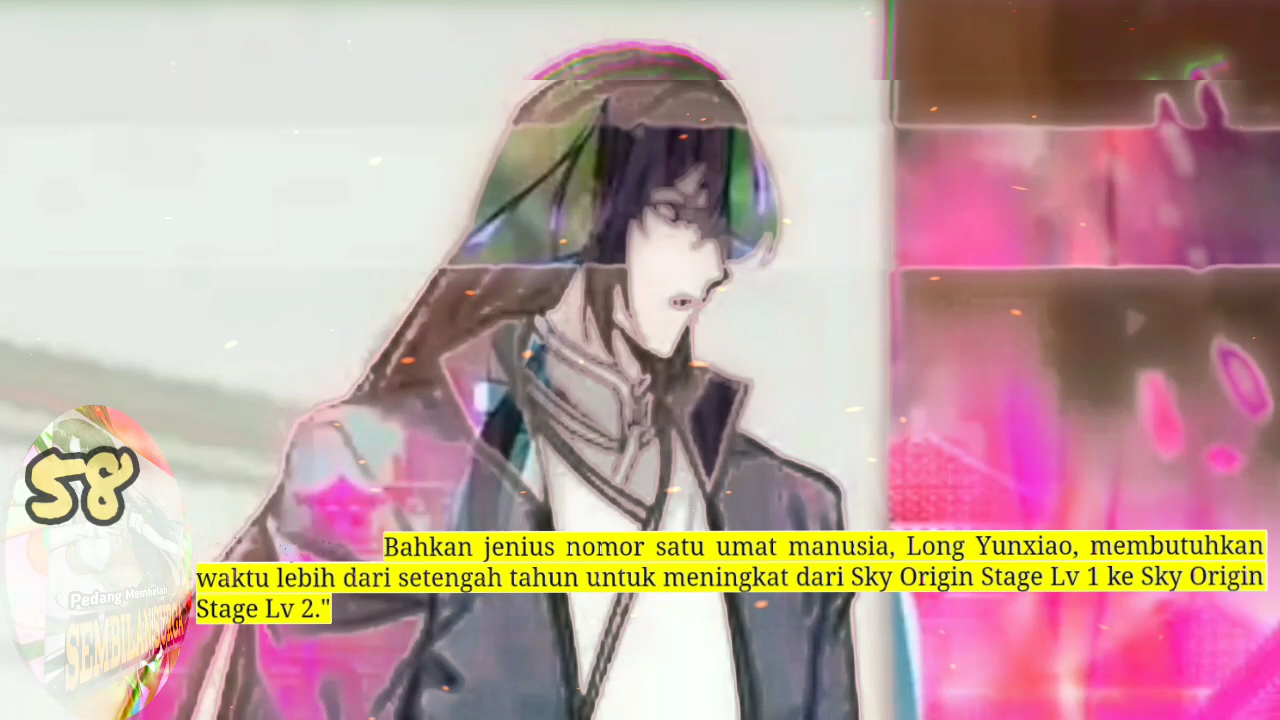 58
Pedang Membelah
SEMBILAN SURGA
Bahkan jenius nomor satu umat manusia, Long Yunxiao, membutuhkan
waktu lebih dari setengah tahun untuk meningkat dari Sky Origin Stage Lv 1 ke Sky Origin
Stage Lv 2."